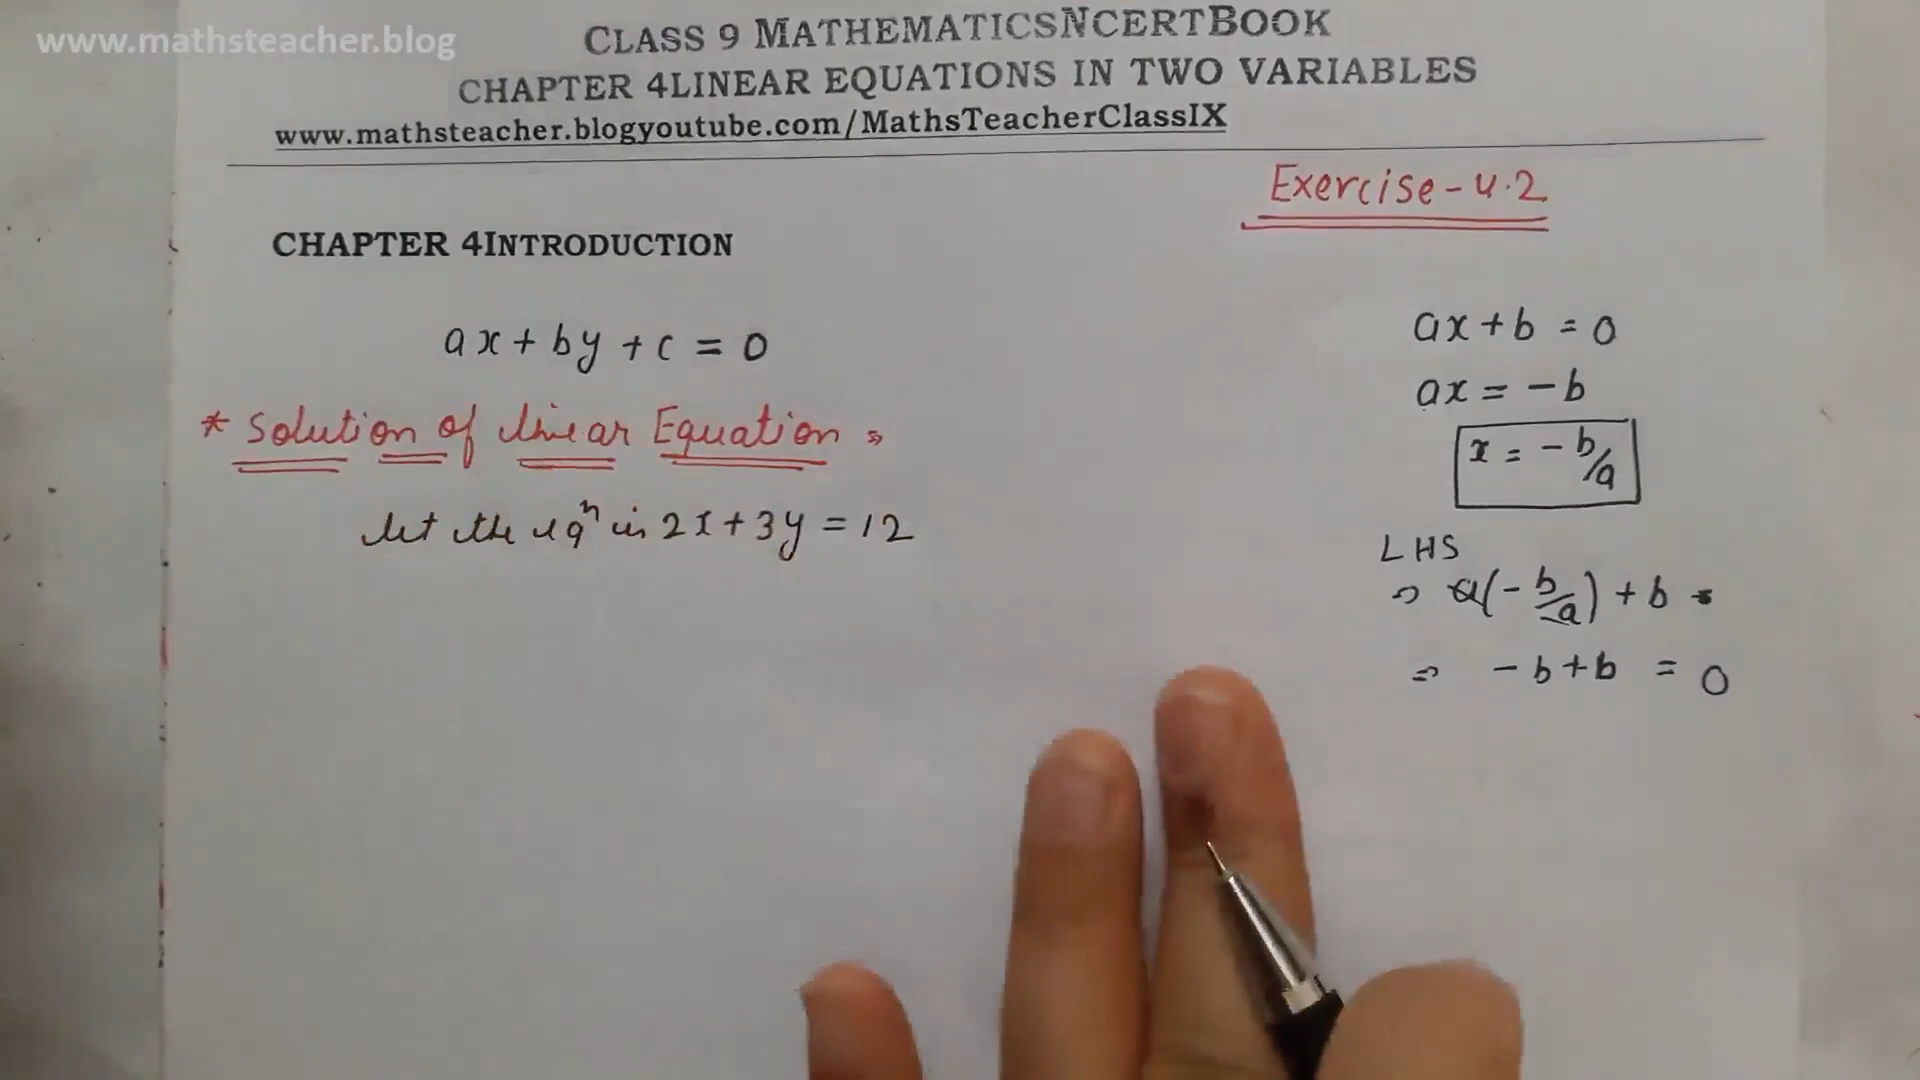 www.mathsteacher.blog
CLASS 9 MATHEMATICSNCERTBOOK
CHAPTER 4LINEAR EQUATIONS IN TWO VARIABLES
www.mathsteacher.blogyoutube.com/MathsTeacherClassIX
Exercise-4.2
CHAPTER 4INTRODUCTION
ax+by+c=0
* Solution of linear Equation ⇒
let the eqⁿ is 2x+3y=12
ax+b=0
ax=-b
x=-b/a
LHS
⇒ a(-b/a)+b =
⇒ -b+b = 0